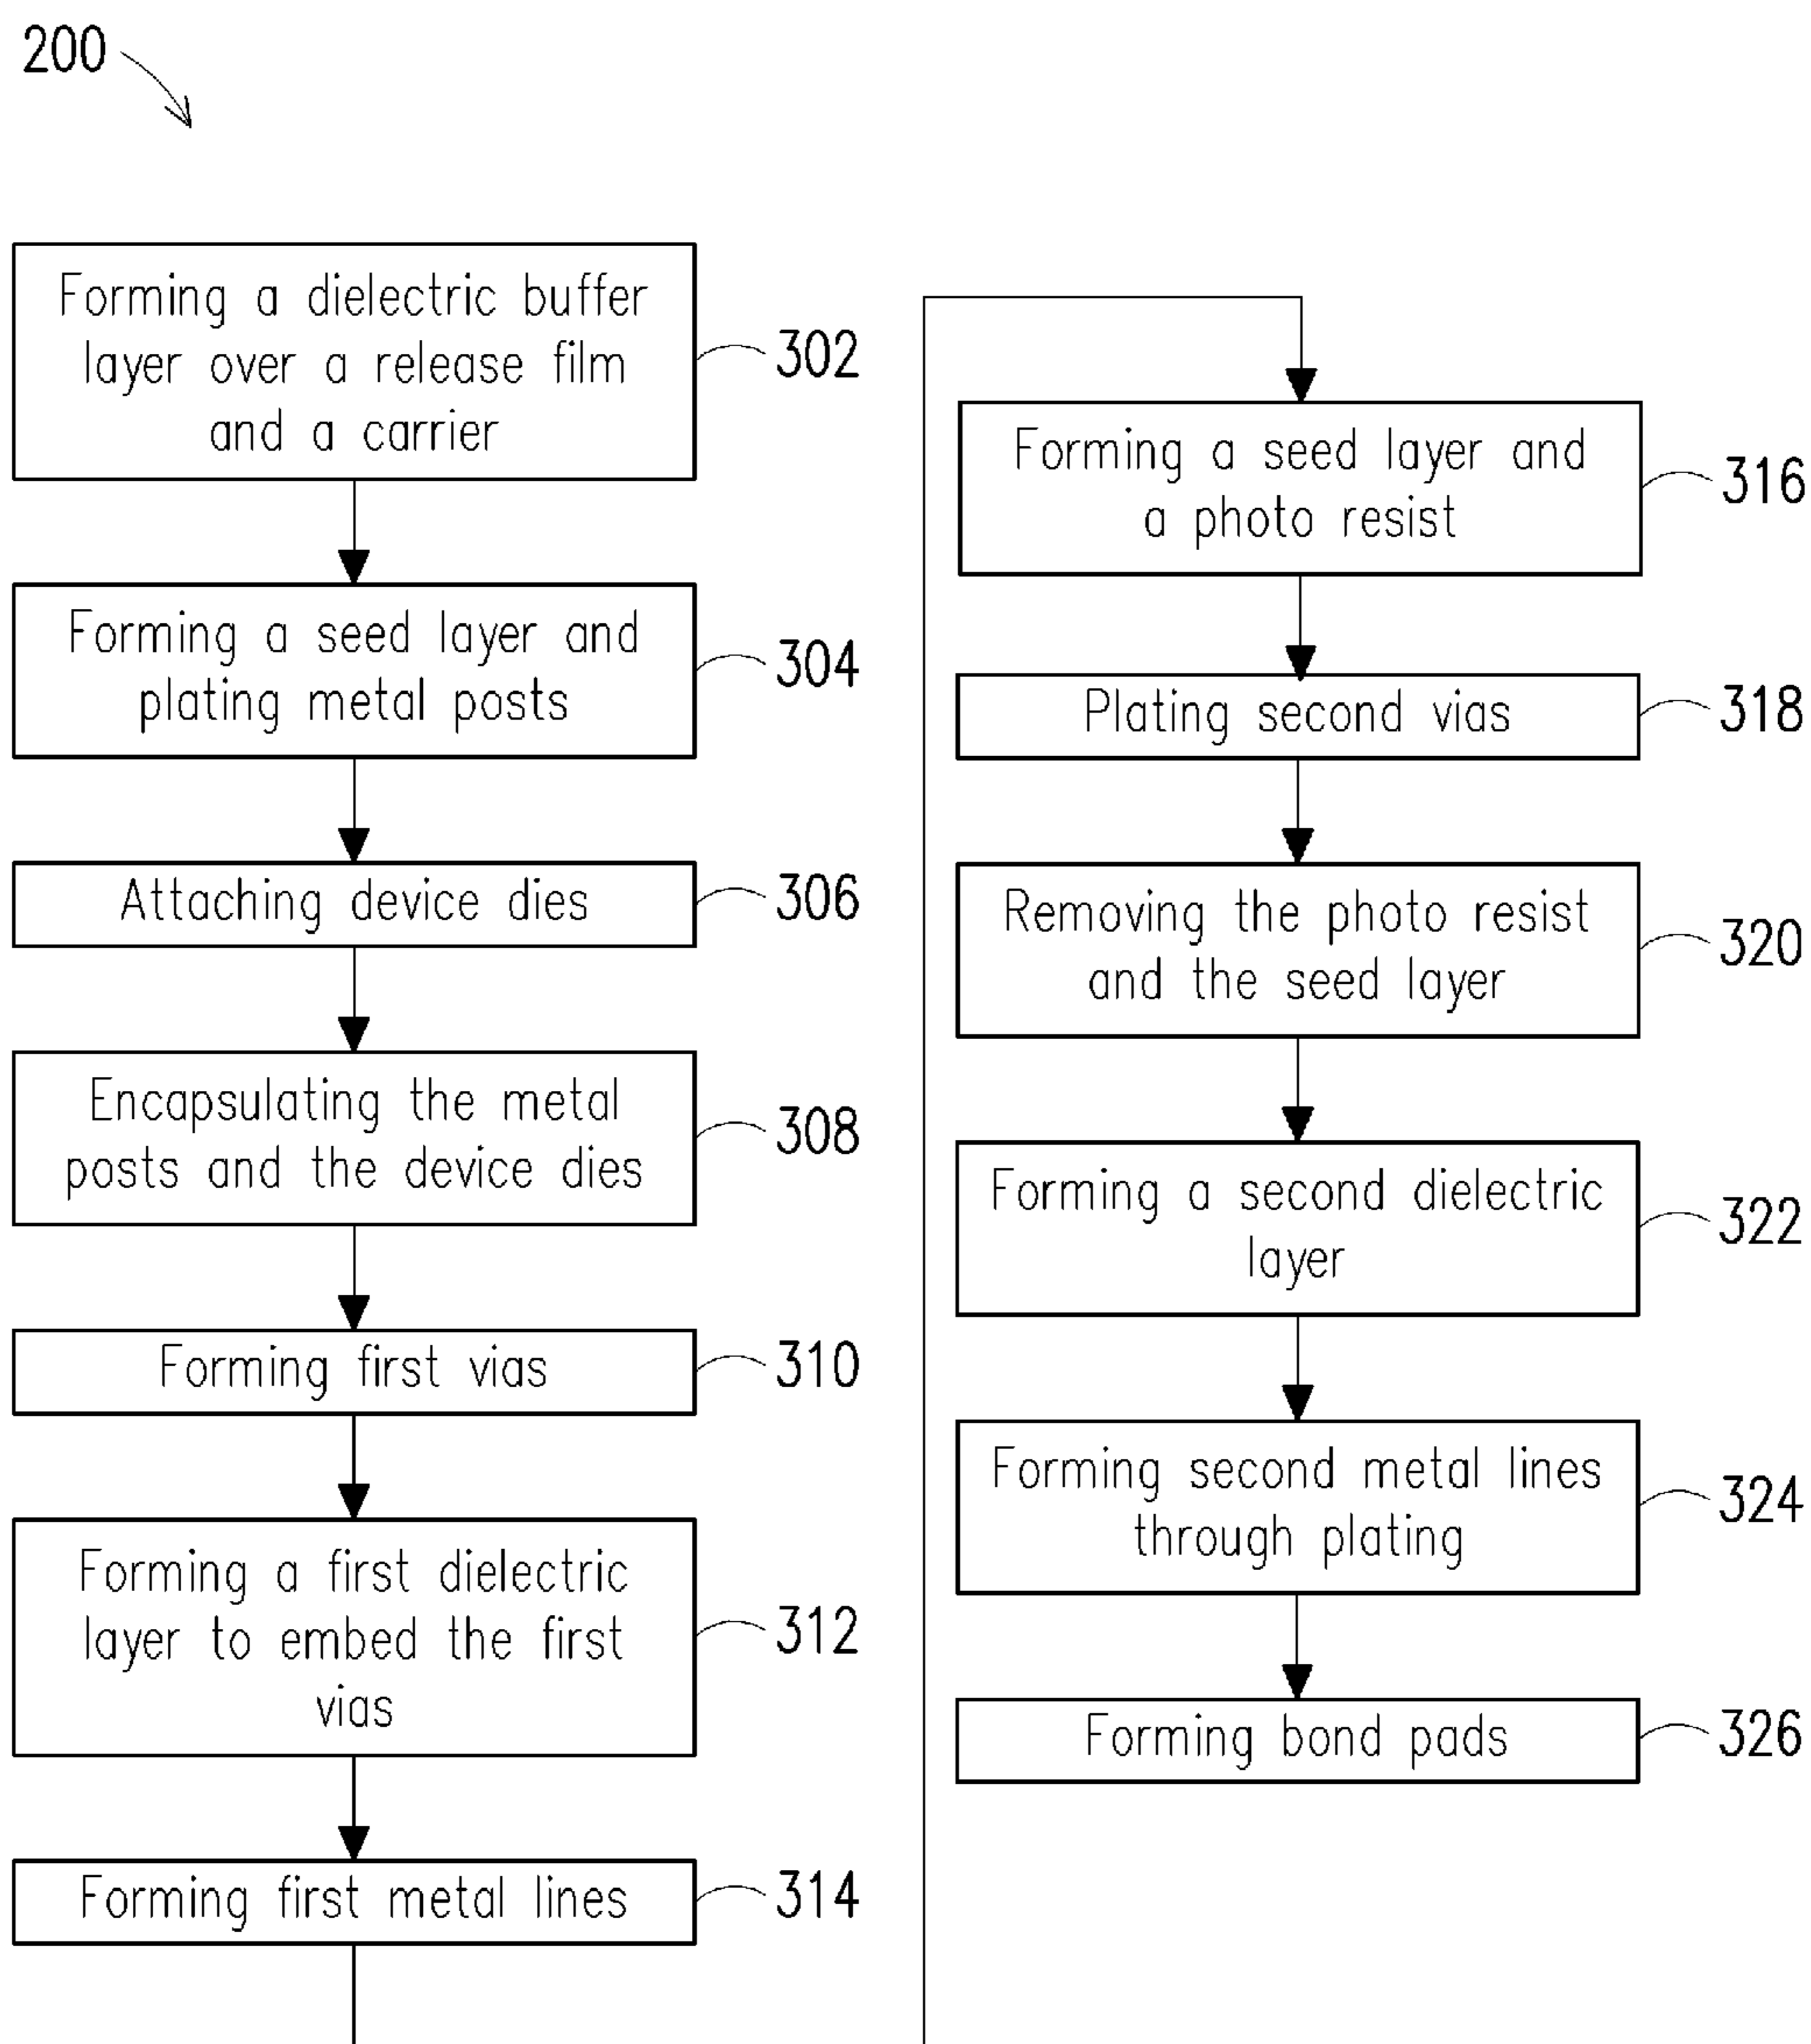 200
Forming a dielectric buffer
layer over a release film
and a carrier
302
Forming a seed layer and
plating metal posts
304
Attaching device dies
306
Encapsulating the metal
posts and the device dies
308
Forming first vias
310
Forming a first dielectric
layer to embed the first
vias
312
Forming first metal lines
314
Forming a seed layer and
a photo resist
316
Plating second vias
318
Removing the photo resist
and the seed layer
320
Forming a second dielectric
layer
322
Forming second metal lines
through plating
324
Forming bond pads
326